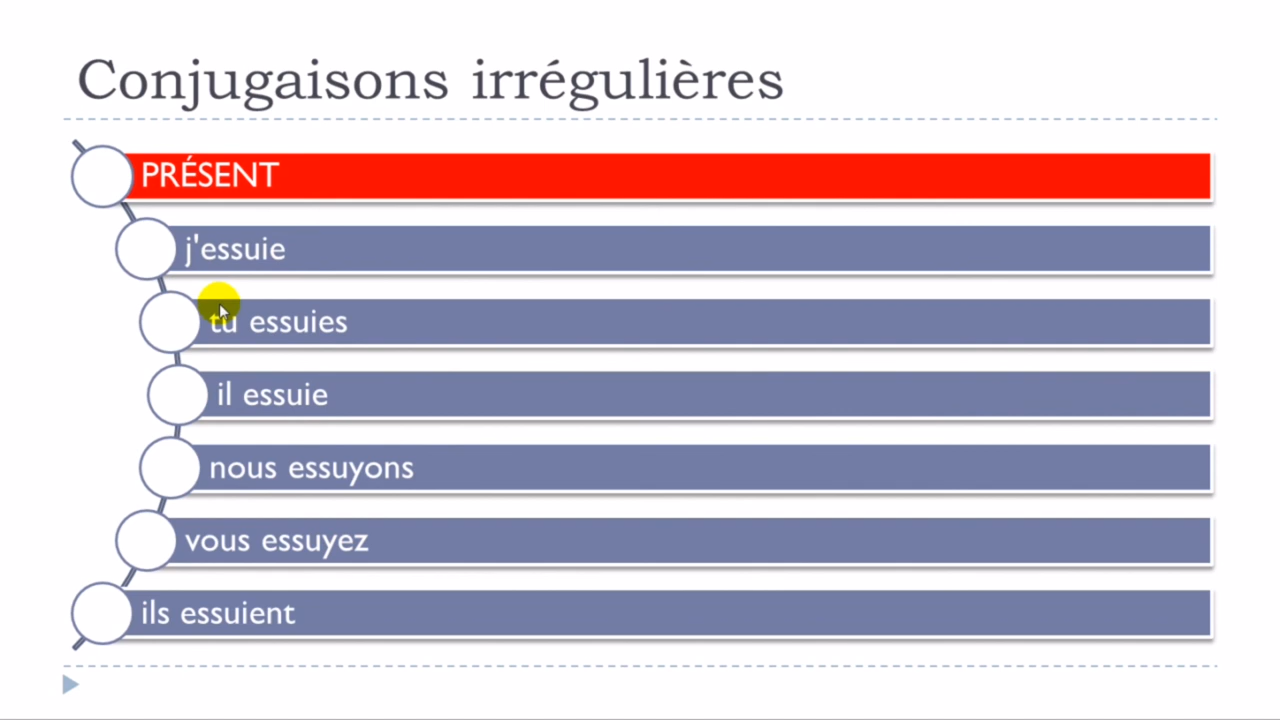 Conjugaisons irrégulières
PRÉSENT
j'essuie
tu essuies
il essuie
nous essuyons
vous essuyez
ils essuient